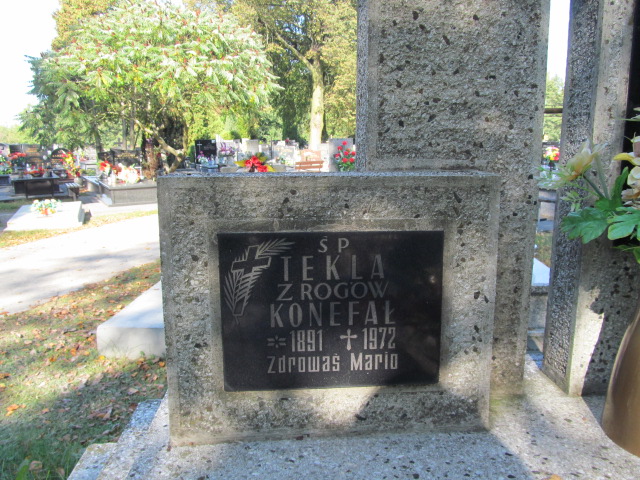 ŚP
TEKLA
Z ROGÓW
KONEFAŁ
1891 1972
Zdrowaś Mario